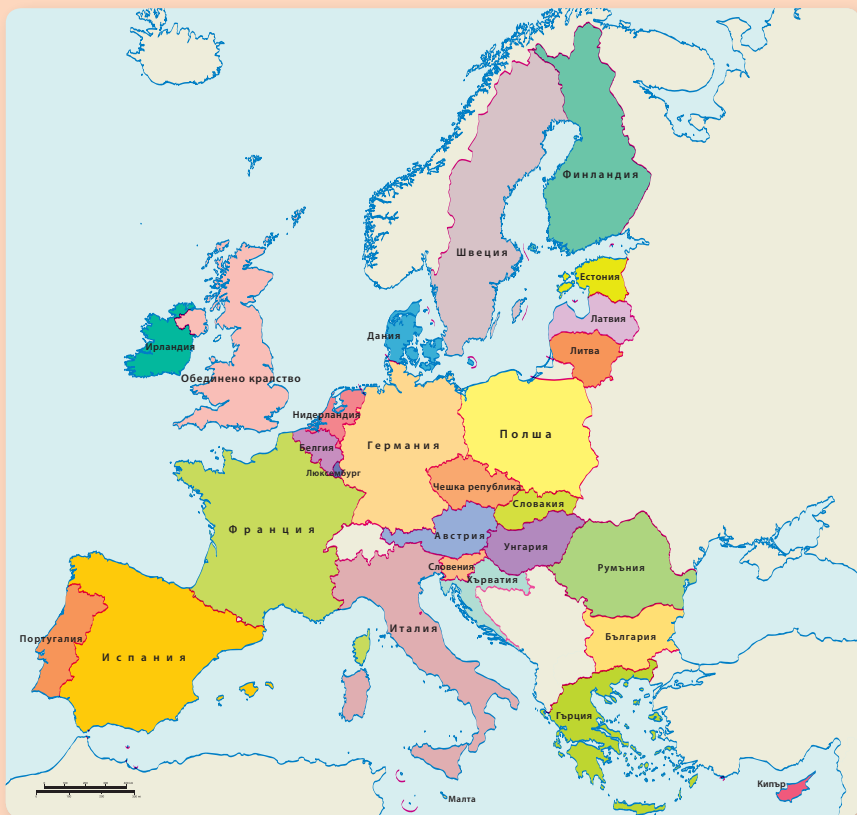 Финландия
Швеция
Естония
Латвия
Дания
Ирландия
Литва
Обединено кралство
Нидерландия
Германия
Полша
Белгия
Люксембург
Чешка република
Словакия
Франция
Австрия
Унгария
Словения
Румъния
Хърватия
Италия
България
Португалия
Испания
Гърция
Кипър
Малта